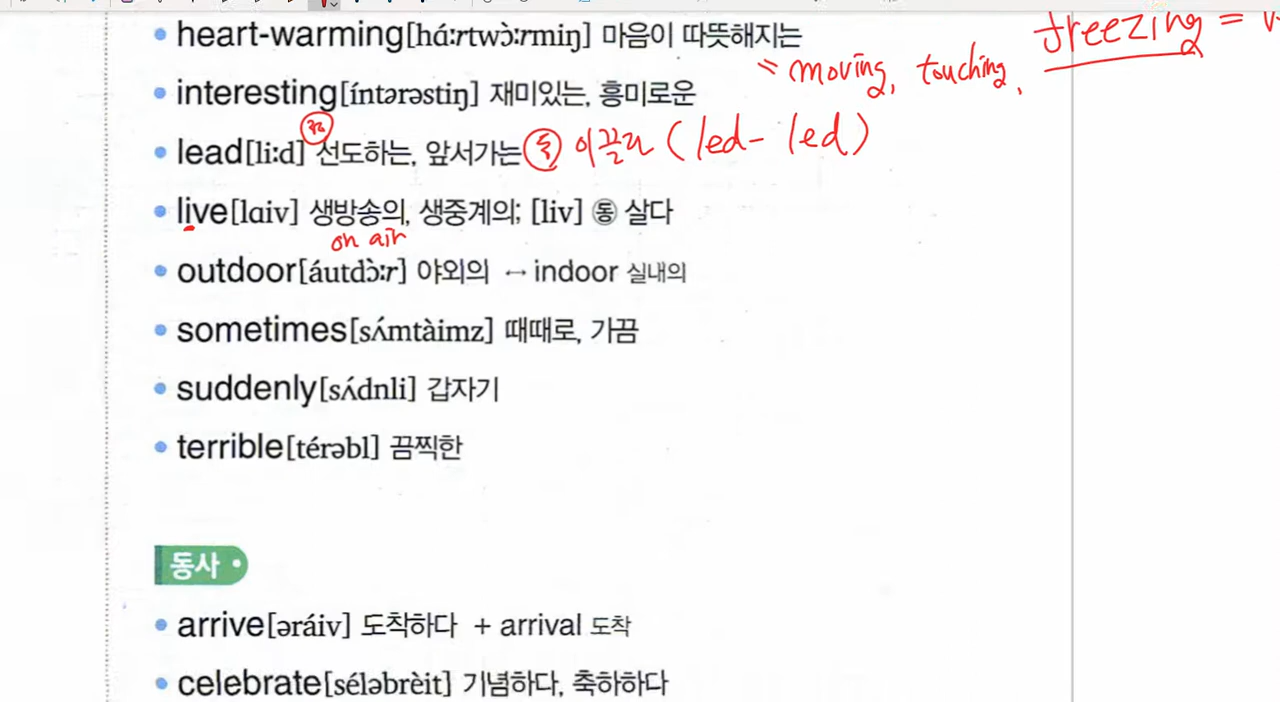 freezing =
• heart-warming[háːrtwɔ̀ːrmiŋ] 마음이 따뜻해지는
= moving, touching,
• interesting[íntərəstiŋ] 재미있는, 흥미로운
• lead[liːd] 선도하는, 앞서가는 동 이끌다 (led - led)
• live[laiv] 생방송의, 생중계의; [liv] 동 살다
on air
• outdoor[áutdɔ̀ːr] 야외의 ↔ indoor 실내의
• sometimes[sʌ́mtàimz] 때때로, 가끔
• suddenly[sʌ́dnli] 갑자기
• terrible[térəbl] 끔찍한
동사
• arrive[əráiv] 도착하다 + arrival 도착
• celebrate[séləbrèit] 기념하다, 축하하다